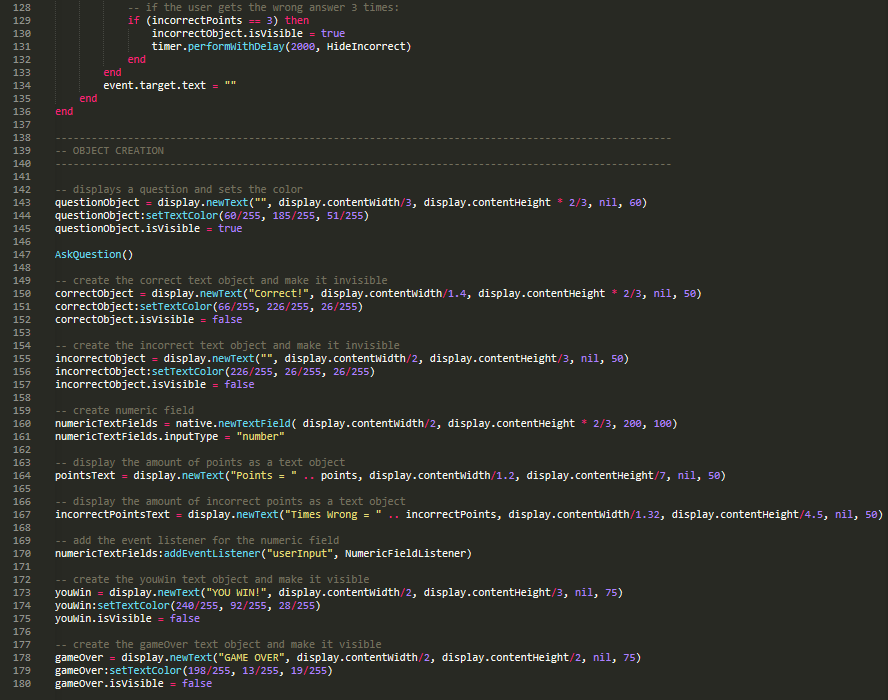 128 -- if the user gets the wrong answer 3 times:
129 if (incorrectPoints == 3) then
130 incorrectObject.isVisible = true
131 timer.performWithDelay(2000, HideIncorrect)
132 end
133 end
134 event.target.text = ""
135 end
136 end
137
138 --------------------------------------------------------------------------------------------------------
139 -- OBJECT CREATION
140 --------------------------------------------------------------------------------------------------------
141
142 -- displays a question and sets the color
143 questionObject = display.newText("", display.contentWidth/3, display.contentHeight * 2/3, nil, 60)
144 questionObject:setTextColor(60/255, 185/255, 51/255)
145 questionObject.isVisible = true
146
147 AskQuestion()
148
149 -- create the correct text object and make it invisible
150 correctObject = display.newText("Correct!", display.contentWidth/1.4, display.contentHeight * 2/3, nil, 50)
151 correctObject:setTextColor(66/255, 226/255, 26/255)
152 correctObject.isVisible = false
153
154 -- create the incorrect text object and make it invisible
155 incorrectObject = display.newText("", display.contentWidth/2, display.contentHeight/3, nil, 50)
156 incorrectObject:setTextColor(226/255, 26/255, 26/255)
157 incorrectObject.isVisible = false
158
159 -- create numeric field
160 numericTextFields = native.newTextField( display.contentWidth/2, display.contentHeight * 2/3, 200, 100)
161 numericTextFields.inputType = "number"
162
163 -- display the amount of points as a text object
164 pointsText = display.newText("Points = " .. points, display.contentWidth/1.2, display.contentHeight/7, nil, 50)
165
166 -- display the amount of incorrect points as a text object
167 incorrectPointsText = display.newText("Times Wrong = " .. incorrectPoints, display.contentWidth/1.32, display.contentHeight/4.5, nil, 50)
168
169 -- add the event listener for the numeric field
170 numericTextFields:addEventListener("userInput", NumericFieldListener)
171
172 -- create the youWin text object and make it visible
173 youWin = display.newText("YOU WIN!", display.contentWidth/2, display.contentHeight/3, nil, 75)
174 youWin:setTextColor(240/255, 92/255, 28/255)
175 youWin.isVisible = false
176
177 -- create the gameOver text object and make it visible
178 gameOver = display.newText("GAME OVER", display.contentWidth/2, display.contentHeight/2, nil, 75)
179 gameOver:setTextColor(198/255, 13/255, 19/255)
180 gameOver.isVisible = false